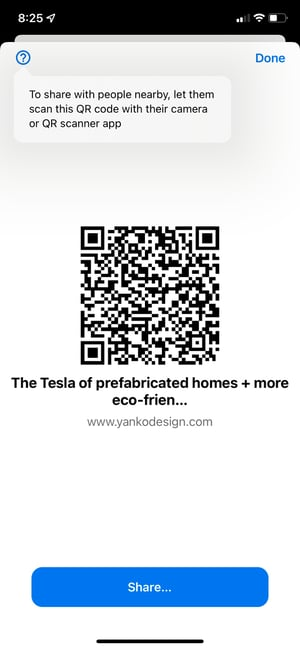 8:25
Done
To share with people nearby, let them
scan this QR code with their camera
or QR scanner app
The Tesla of prefabricated homes + more
eco-frien...
www.yankodesign.com
Share...